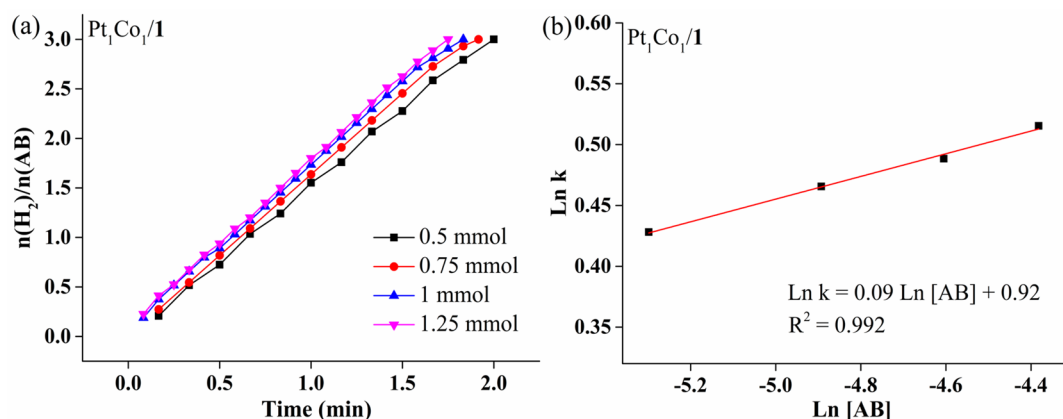 (a)
Pt₁Co₁/1
n(H₂)/n(AB)
3.0
2.5
2.0
1.5
1.0
0.5
0.0
0.5 mmol
0.75 mmol
1 mmol
1.25 mmol
0.0 0.5 1.0 1.5 2.0
Time (min)
(b)
Pt₁Co₁/1
Ln k
0.60
0.55
0.50
0.45
0.40
0.35
Ln k = 0.09 Ln [AB] + 0.92
R² = 0.992
-5.2 -5.0 -4.8 -4.6 -4.4
Ln [AB]